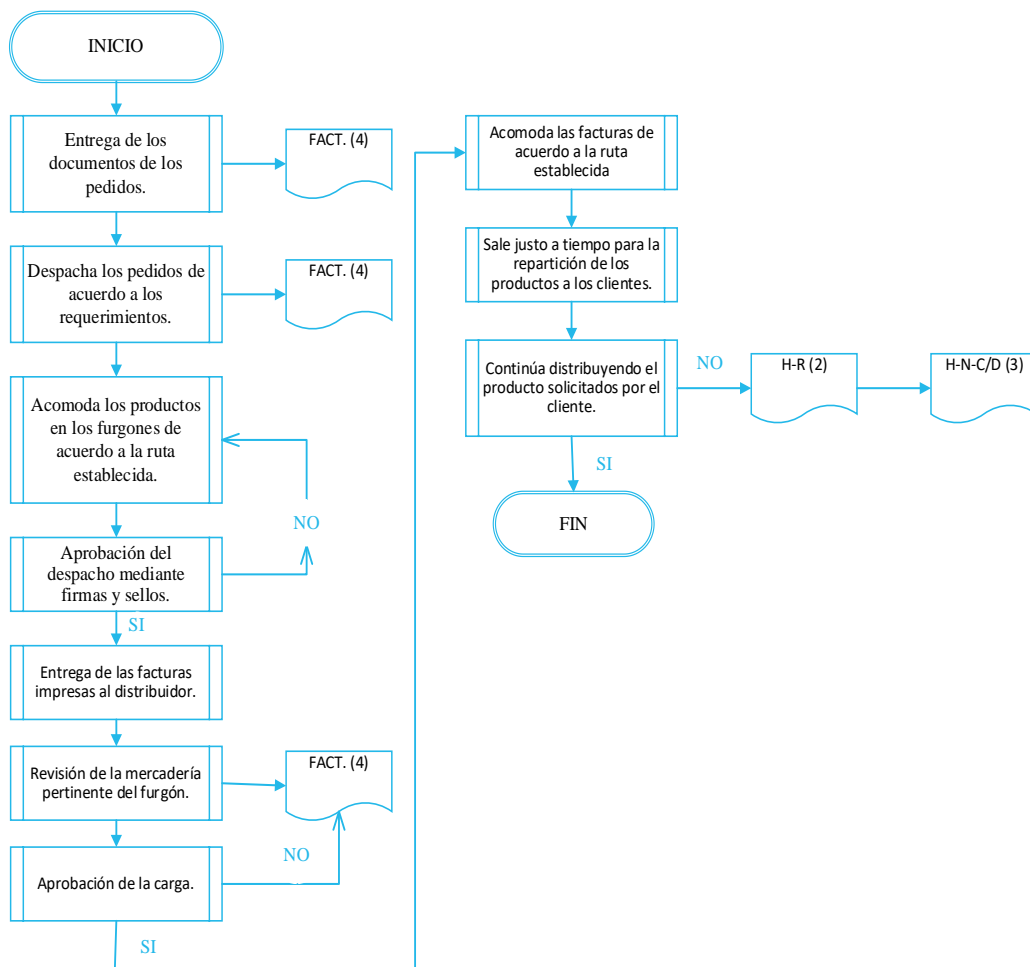 INICIO
Entrega de los
documentos de los
pedidos.
FACT. (4)
Despacha los pedidos de
acuerdo a los
requerimientos.
FACT. (4)
Acomoda los productos
en los furgones de
acuerdo a la ruta
establecida.
NO
Aprobación del
despacho mediante
firmas y sellos.
SI
Entrega de las facturas
impresas al distribuidor.
Revisión de la mercadería
pertinente del furgón.
FACT. (4)
NO
Aprobación de la carga.
SI
Acomoda las facturas de
acuerdo a la ruta
establecida
Sale justo a tiempo para la
repartición de los
productos a los clientes.
Continúa distribuyendo el
producto solicitados por el
cliente.
NO
H-R (2)
H-N-C/D (3)
SI
FIN